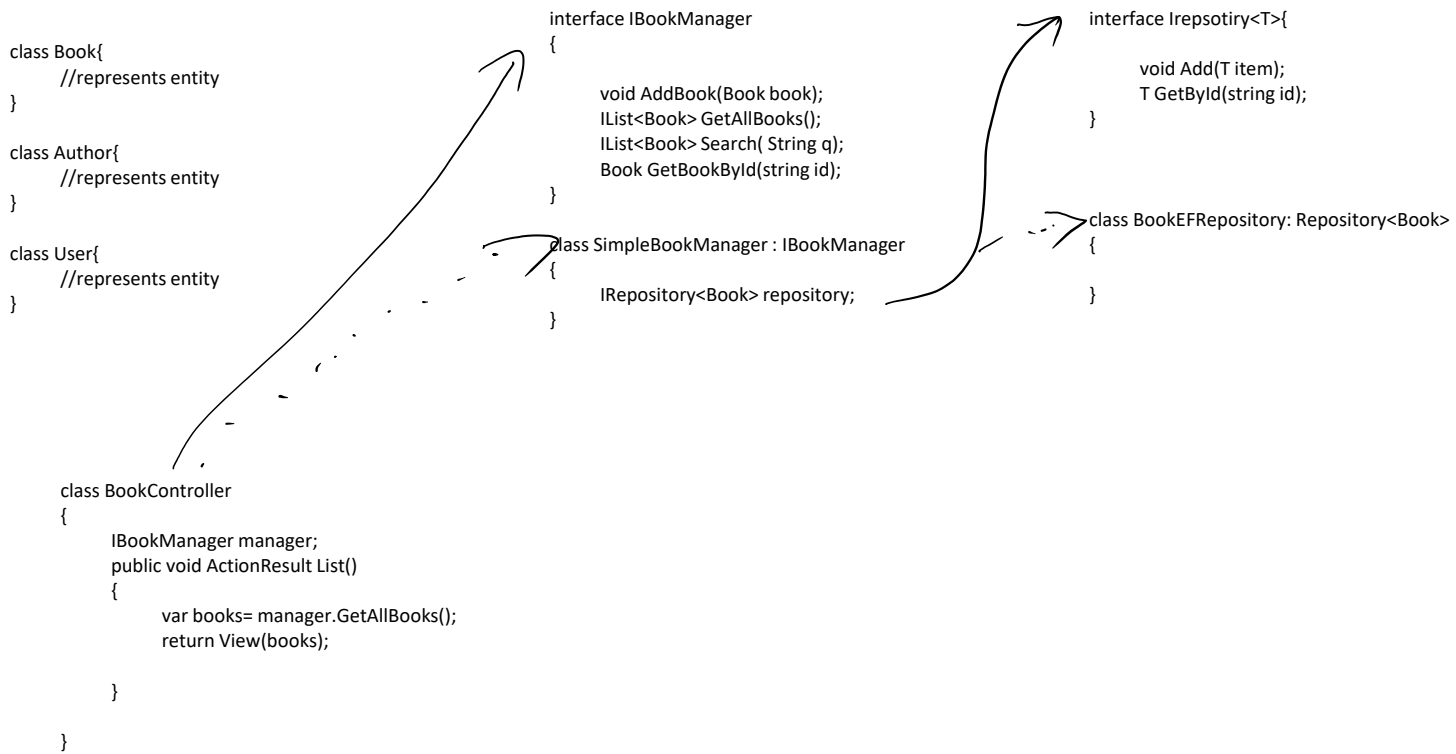 class Book{
//represents entity
}
class Author{
//represents entity
}
class User{
//represents entity
}
interface IBookManager
{
void AddBook(Book book);
IList<Book> GetAllBooks();
IList<Book> Search( String q);
Book GetBookById(string id);
}
class SimpleBookManager : IBookManager
{
IRepository<Book> repository;
}
interface Irepsotiry<T>{
void Add(T item);
T GetById(string id);
}
class BookEFRepository: Repository<Book>
{
}
class BookController
{
IBookManager manager;
public void ActionResult List()
{
var books= manager.GetAllBooks();
return View(books);
}
}